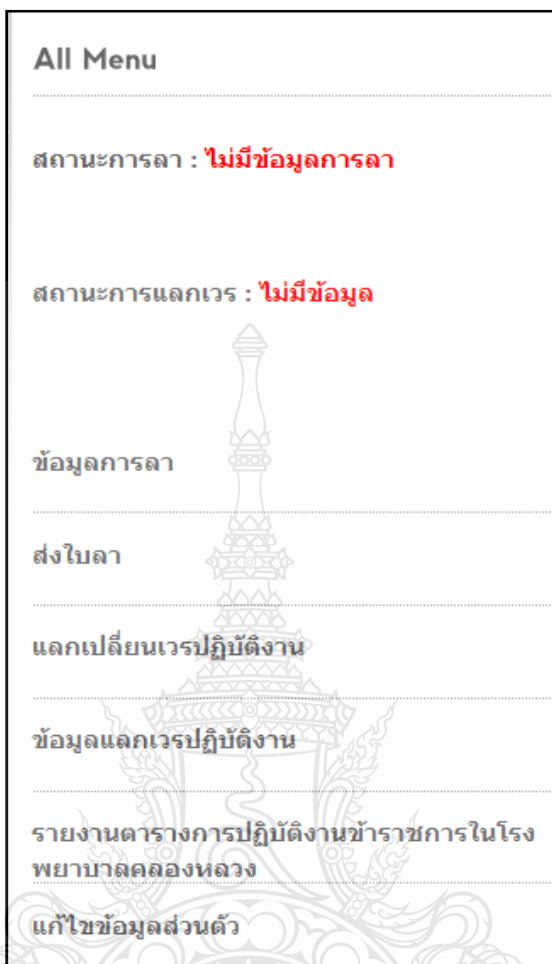 All Menu
สถานะการลา : ไม่มีข้อมูลการลา
สถานะการแลกเวร : ไม่มีข้อมูล
ข้อมูลการลา
ส่งใบลา
แลกเปลี่ยนเวรปฏิบัติงาน
ข้อมูลแลกเวรปฏิบัติงาน
รายงานตารางการปฏิบัติงานข้าราชการในโรง
พยาบาลคลองหลวง
แก้ไขข้อมูลส่วนตัว